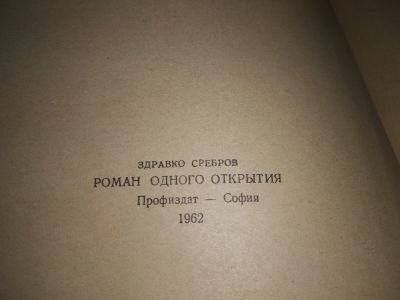 ЗДРАВКО СРЕБРОВ
РОМАН ОДНОГО ОТКРЫТИЯ
Профиздат — София
1962